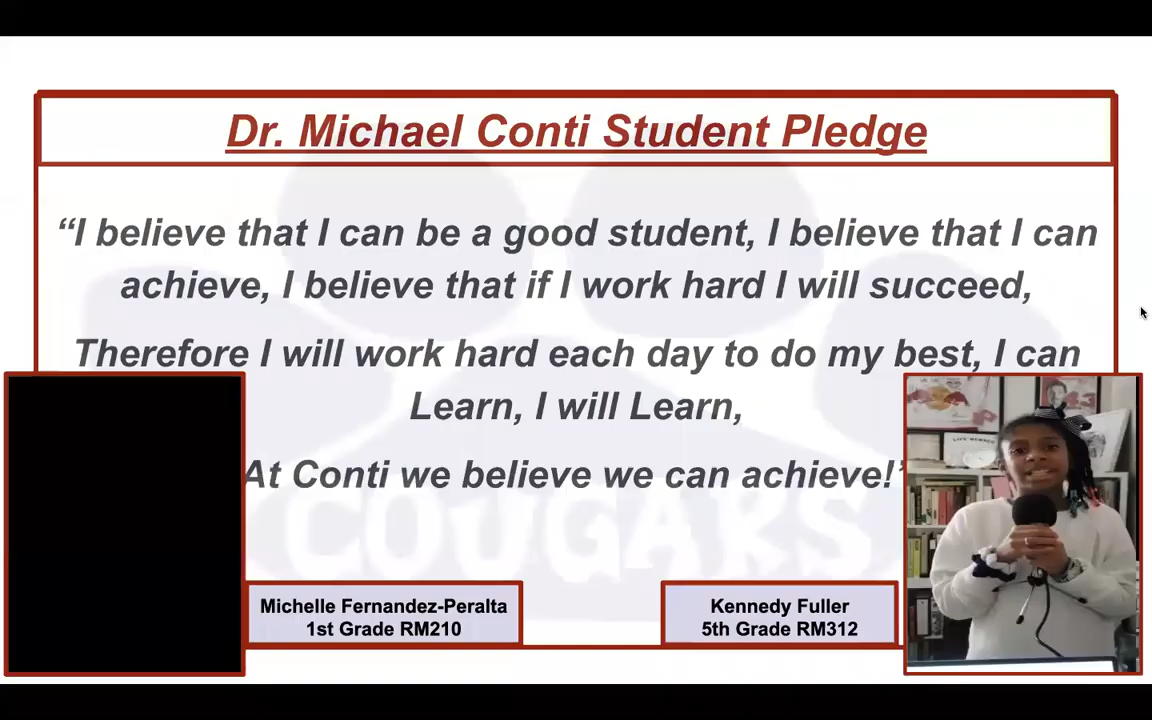 Dr. Michael Conti Student Pledge
“I believe that I can be a good student, I believe that I can
achieve, I believe that if I work hard I will succeed,
Therefore I will work hard each day to do my best, I can
Learn, I will Learn,
At Conti we believe we can achieve!”
COUGARS
Michelle Fernandez-Peralta
1st Grade RM210
Kennedy Fuller
5th Grade RM312
43